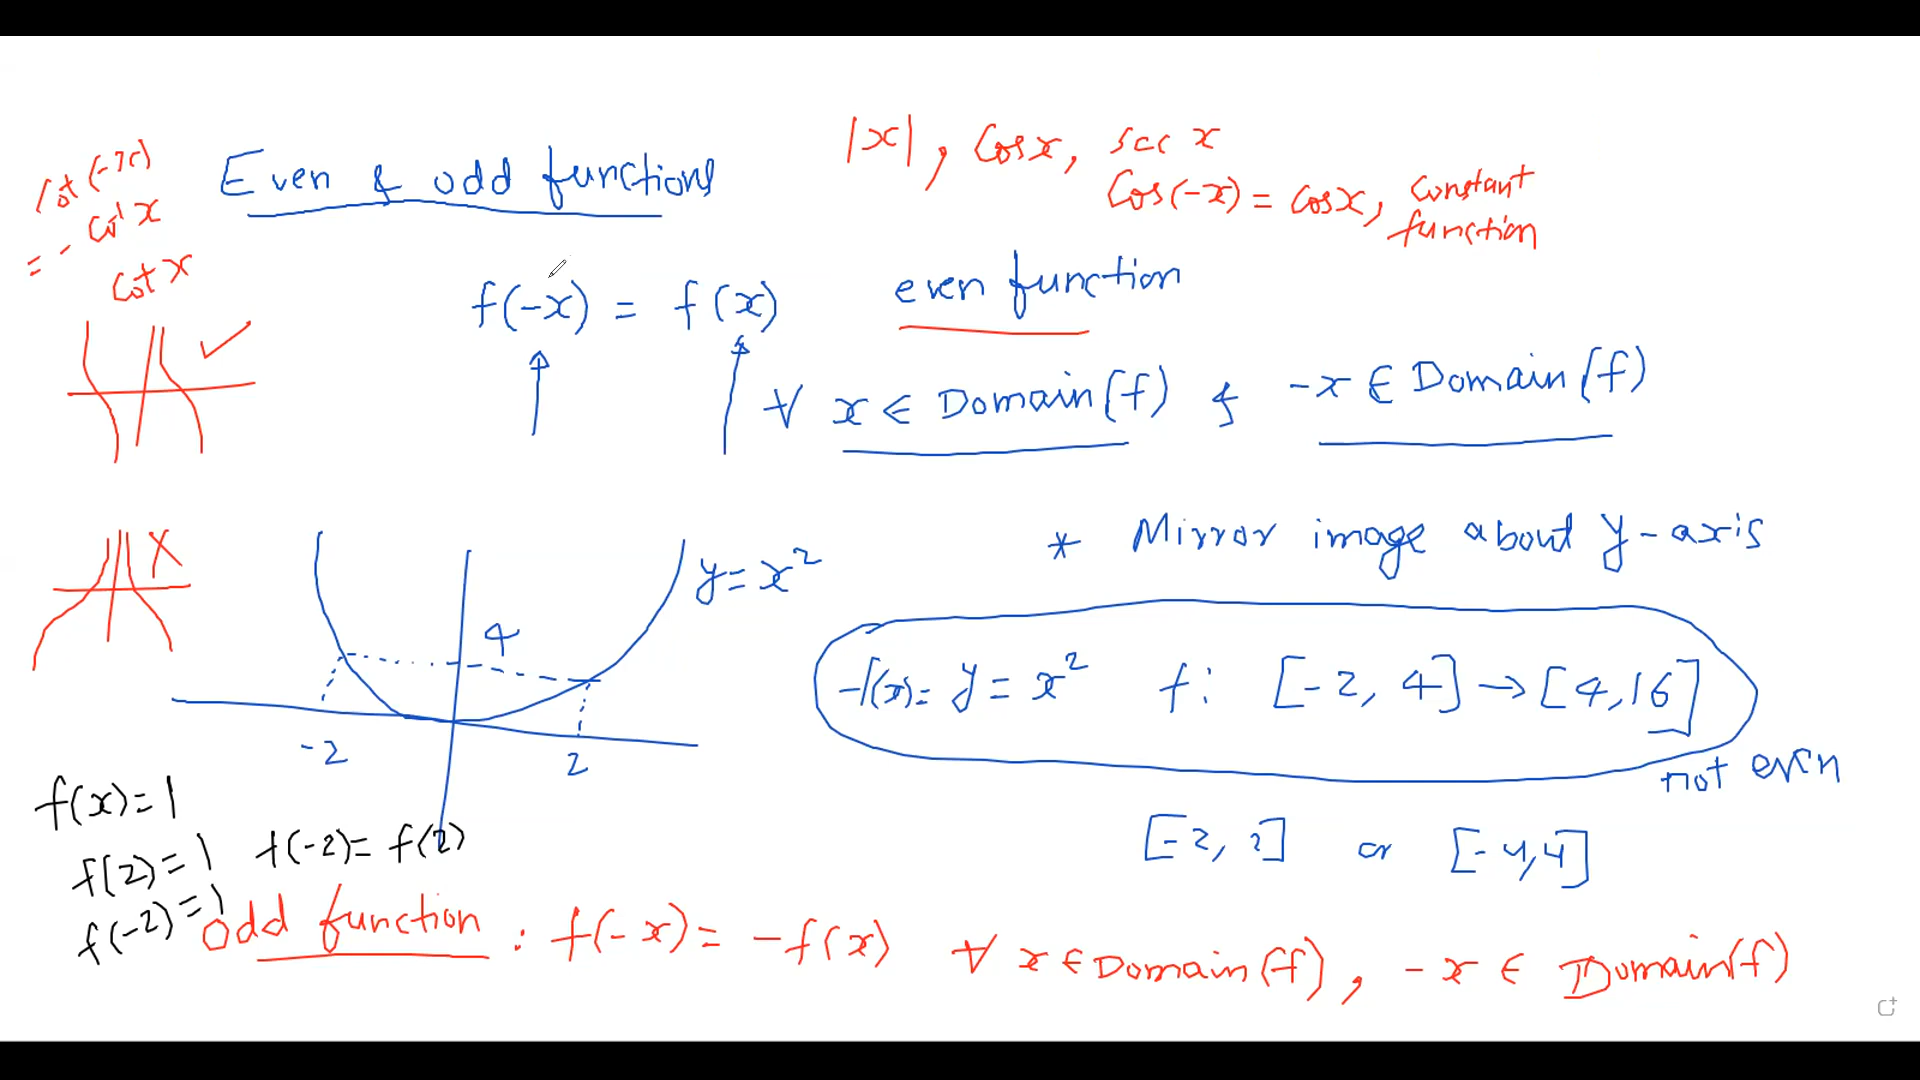 |x|, Cosx, sec x
Cos(-x) = cosx, constant function
Cot(-x)
= - cot x
Cot x
Even & odd functions
f(-x) = f(x) even function
∀ x ∈ Domain(f) & -x ∈ Domain(f)
* Mirror image about y-axis
y = x²
4
-2
2
f(x) = y = x² f: [-2, 4] → [4, 16]
not even
[-2, 2] or [-4, 4]
f(x) = 1
f(2) = 1 f(-2) = f(2)
f(-2) = 1
Odd function : f(-x) = -f(x) ∀ x ∈ Domain(f), -x ∈ Domain(f)